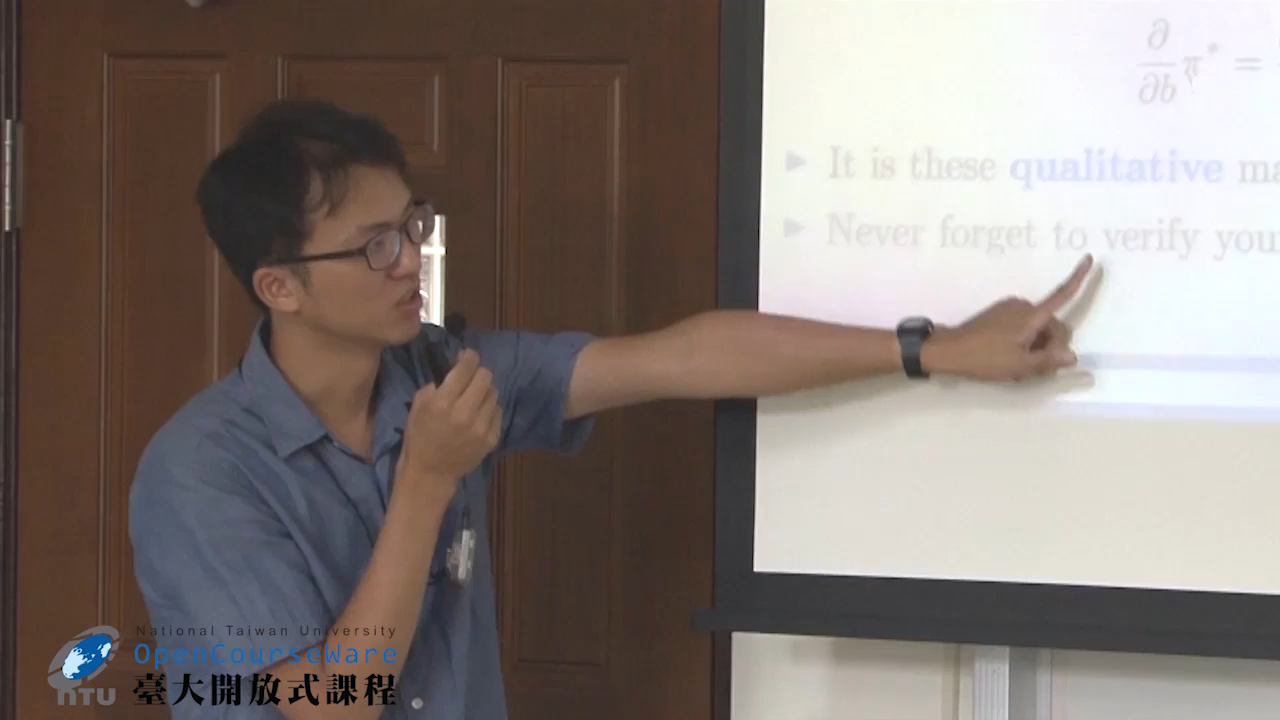 ∂/∂b π* =
It is these qualitative ma
Never forget to verify your
National Taiwan University
OpenCourseWare
NTU 臺大開放式課程